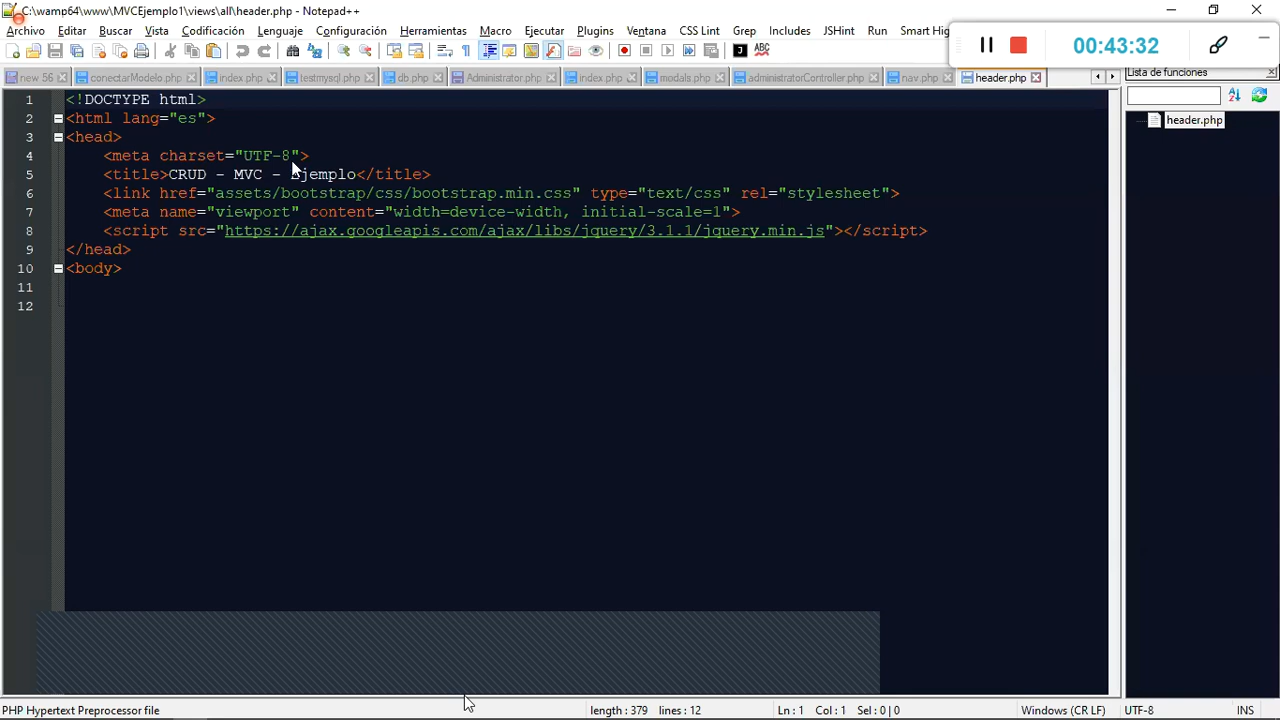 C:\wamp64\www\MVCEjemplo1\views\all\header.php - Notepad++
Archivo Editar Buscar Vista Codificación Lenguaje Configuración Herramientas Macro Ejecutar Plugins Ventana CSS Lint Grep Includes JSHint Run Smart Hig
00:43:32
new 56 conectarModelo.php index.php testmysql.php db.php Administrator.php index.php modals.php administratorController.php nav.php header.php
Lista de funciones
header.php
1 <!DOCTYPE html>
2 <html lang="es">
3 <head>
4 <meta charset="UTF-8">
5 <title>CRUD - MVC - Ejemplo</title>
6 <link href="assets/bootstrap/css/bootstrap.min.css" type="text/css" rel="stylesheet">
7 <meta name="viewport" content="width=device-width, initial-scale=1">
8 <script src="https://ajax.googleapis.com/ajax/libs/jquery/3.1.1/jquery.min.js"></script>
9 </head>
10 <body>
11
12
PHP Hypertext Preprocessor file length : 379 lines : 12 Ln : 1 Col : 1 Sel : 0 | 0 Windows (CR LF) UTF-8 INS